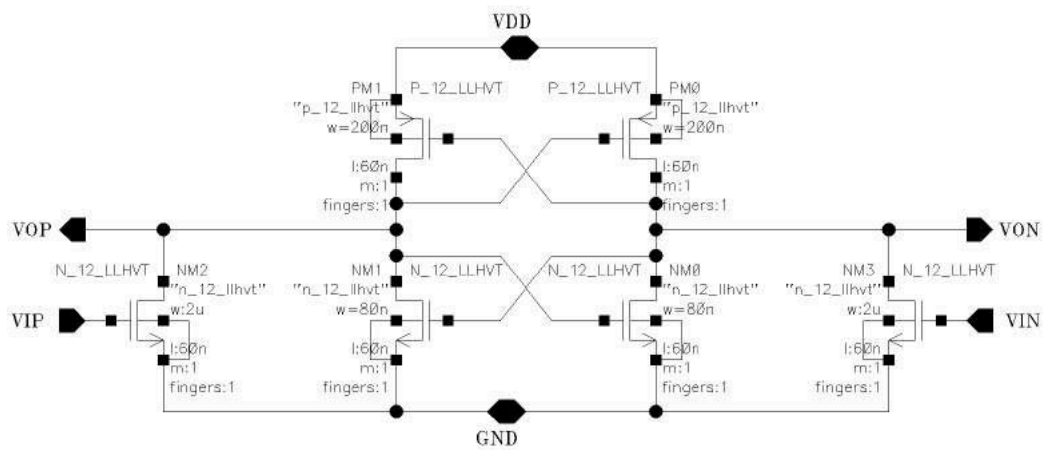 VDD
PM1 P_12_LLHVT P_12_LLHVT PM0
"p_12_llhvt" "p_12_llhvt"
w=200n w=200n
l:60n l:60n
m:1 m:1
fingers:1 fingers:1
VOP VON
N_12_LLHVT NM2 NM1 N_12_LLHVT N_12_LLHVT NM0 NM3 N_12_LLHVT
"n_12_llhvt" "n_12_llhvt" "n_12_llhvt" "n_12_llhvt"
w:2u w=80n w=80n w:2u
VIP VIN
l:60n l:60n l:60n l:60n
m:1 m:1 m:1 m:1
fingers:1 fingers:1 fingers:1 fingers:1
GND